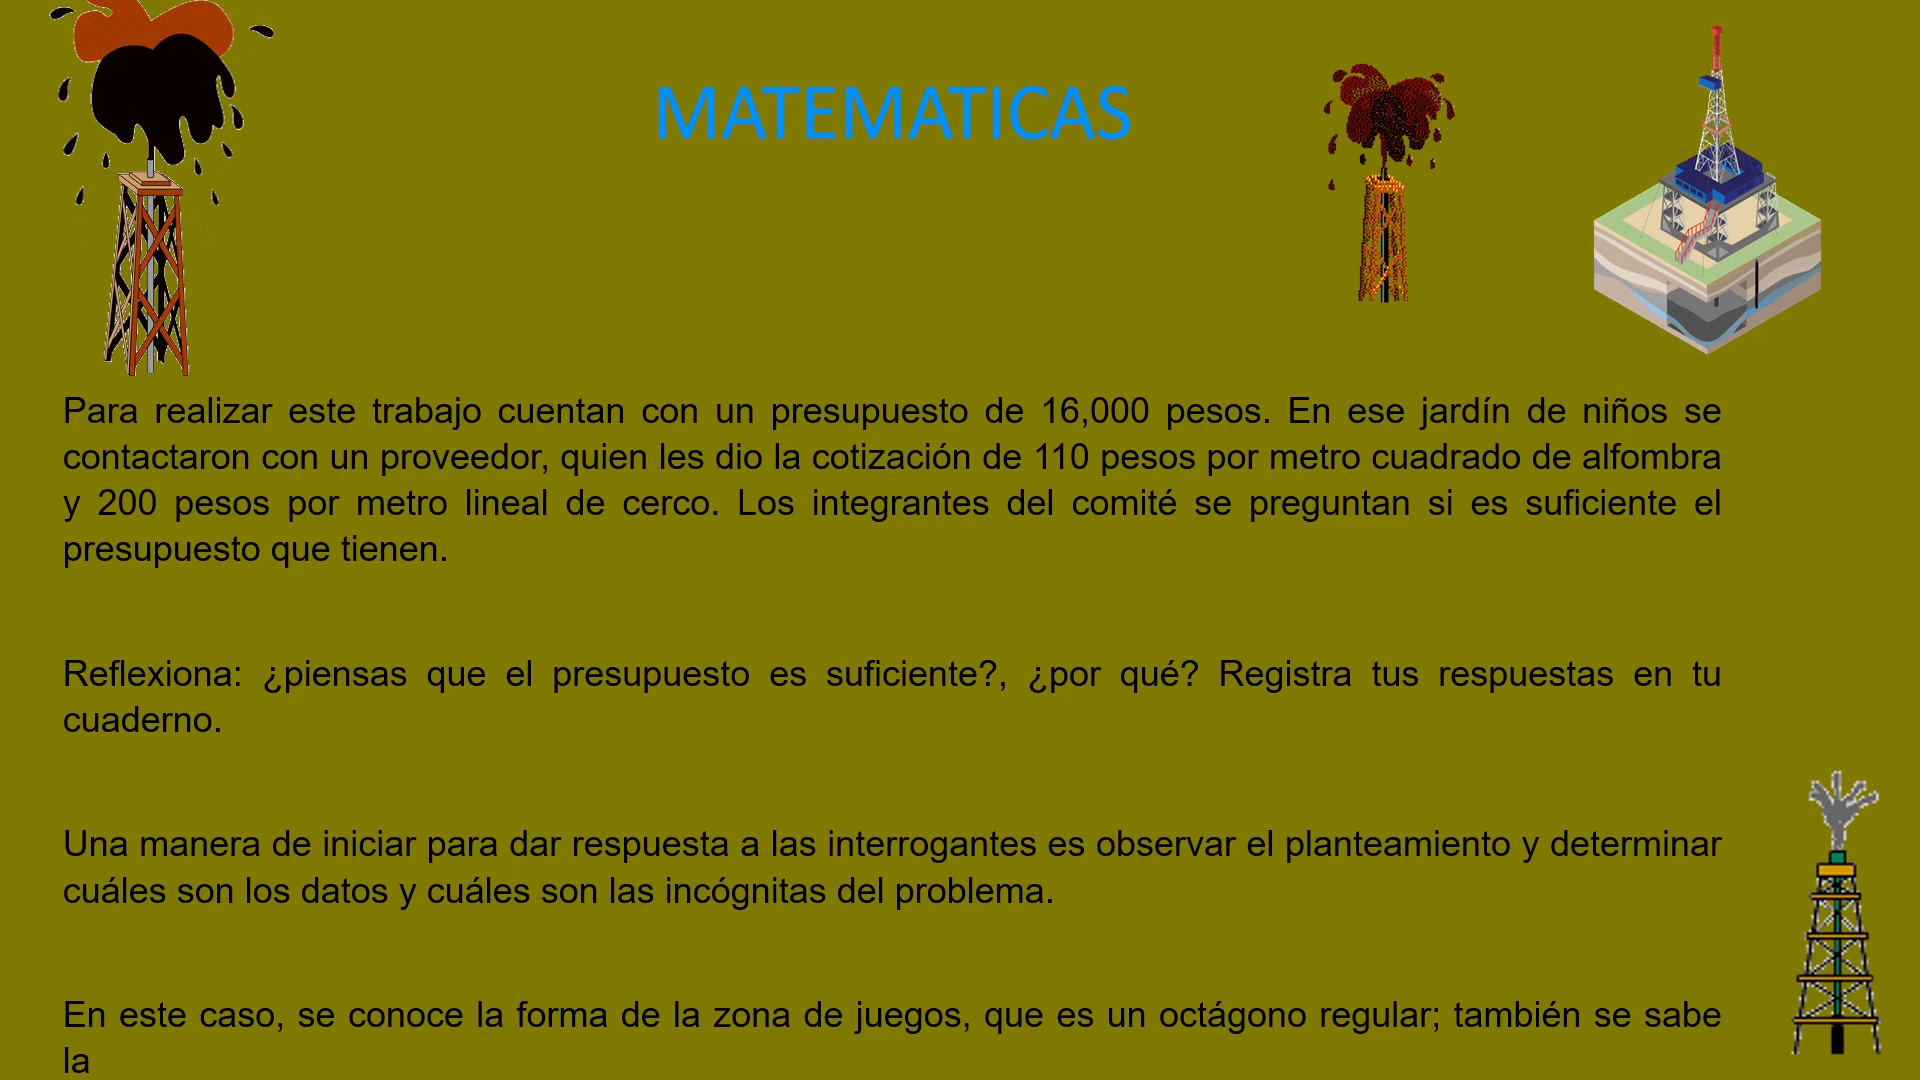 MATEMATICAS
Para realizar este trabajo cuentan con un presupuesto de 16,000 pesos. En ese jardín de niños se
contactaron con un proveedor, quien les dio la cotización de 110 pesos por metro cuadrado de alfombra
y 200 pesos por metro lineal de cerco. Los integrantes del comité se preguntan si es suficiente el
presupuesto que tienen.
Reflexiona: ¿piensas que el presupuesto es suficiente?, ¿por qué? Registra tus respuestas en tu
cuaderno.
Una manera de iniciar para dar respuesta a las interrogantes es observar el planteamiento y determinar
cuáles son los datos y cuáles son las incógnitas del problema.
En este caso, se conoce la forma de la zona de juegos, que es un octágono regular; también se sabe
la